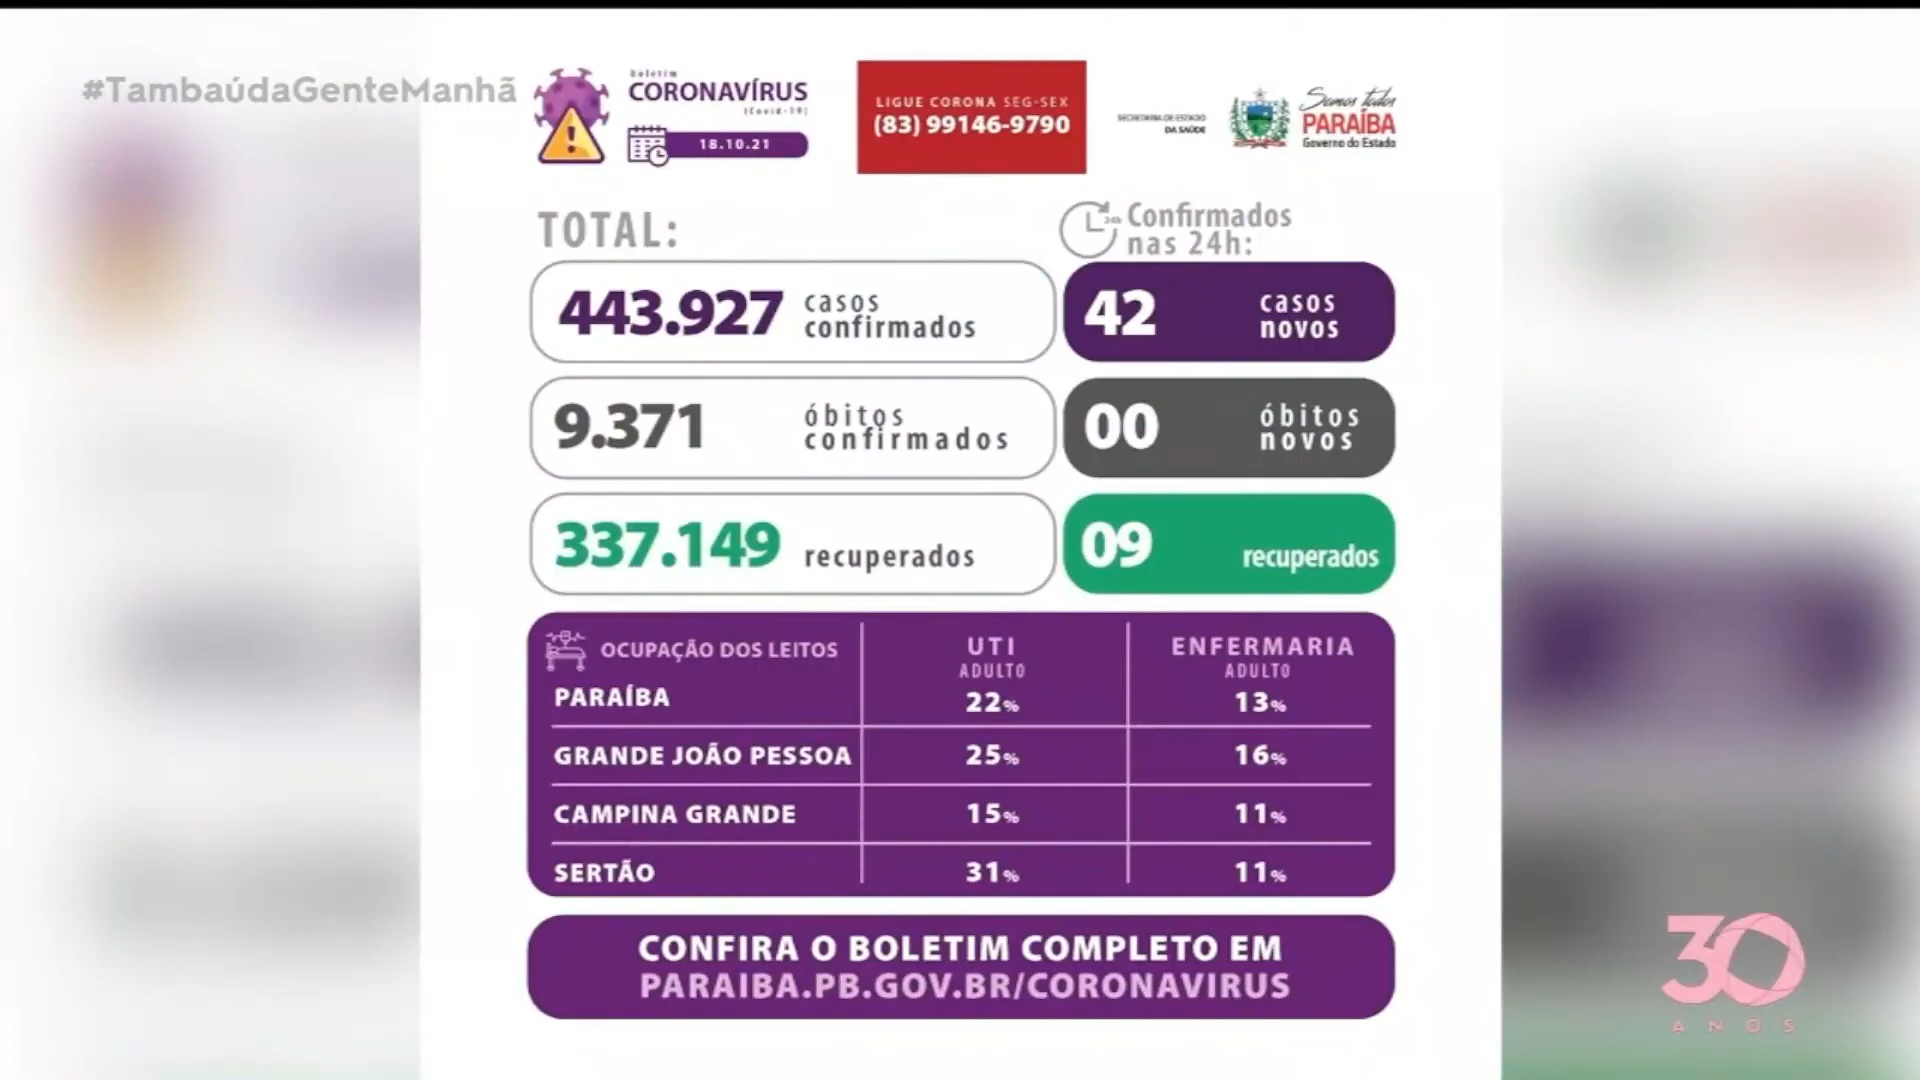 #TambaúdaGenteManhã
boletim
CORONAVÍRUS
(Covid-19)
18.10.21
LIGUE CORONA SEG-SEX
(83) 99146-9790
SECRETARIA DE ESTADO
DA SAÚDE
Somos todos
PARAÍBA
Governo do Estado
TOTAL:
24h
Confirmados
nas 24h:
443.927 casos
confirmados
42 casos
novos
9.371 óbitos
confirmados
00 óbitos
novos
337.149 recuperados
09 recuperados
OCUPAÇÃO DOS LEITOS
UTI
ADULTO
ENFERMARIA
ADULTO
PARAÍBA 22% 13%
GRANDE JOÃO PESSOA 25% 16%
CAMPINA GRANDE 15% 11%
SERTÃO 31% 11%
CONFIRA O BOLETIM COMPLETO EM
PARAIBA.PB.GOV.BR/CORONAVIRUS
30
ANOS